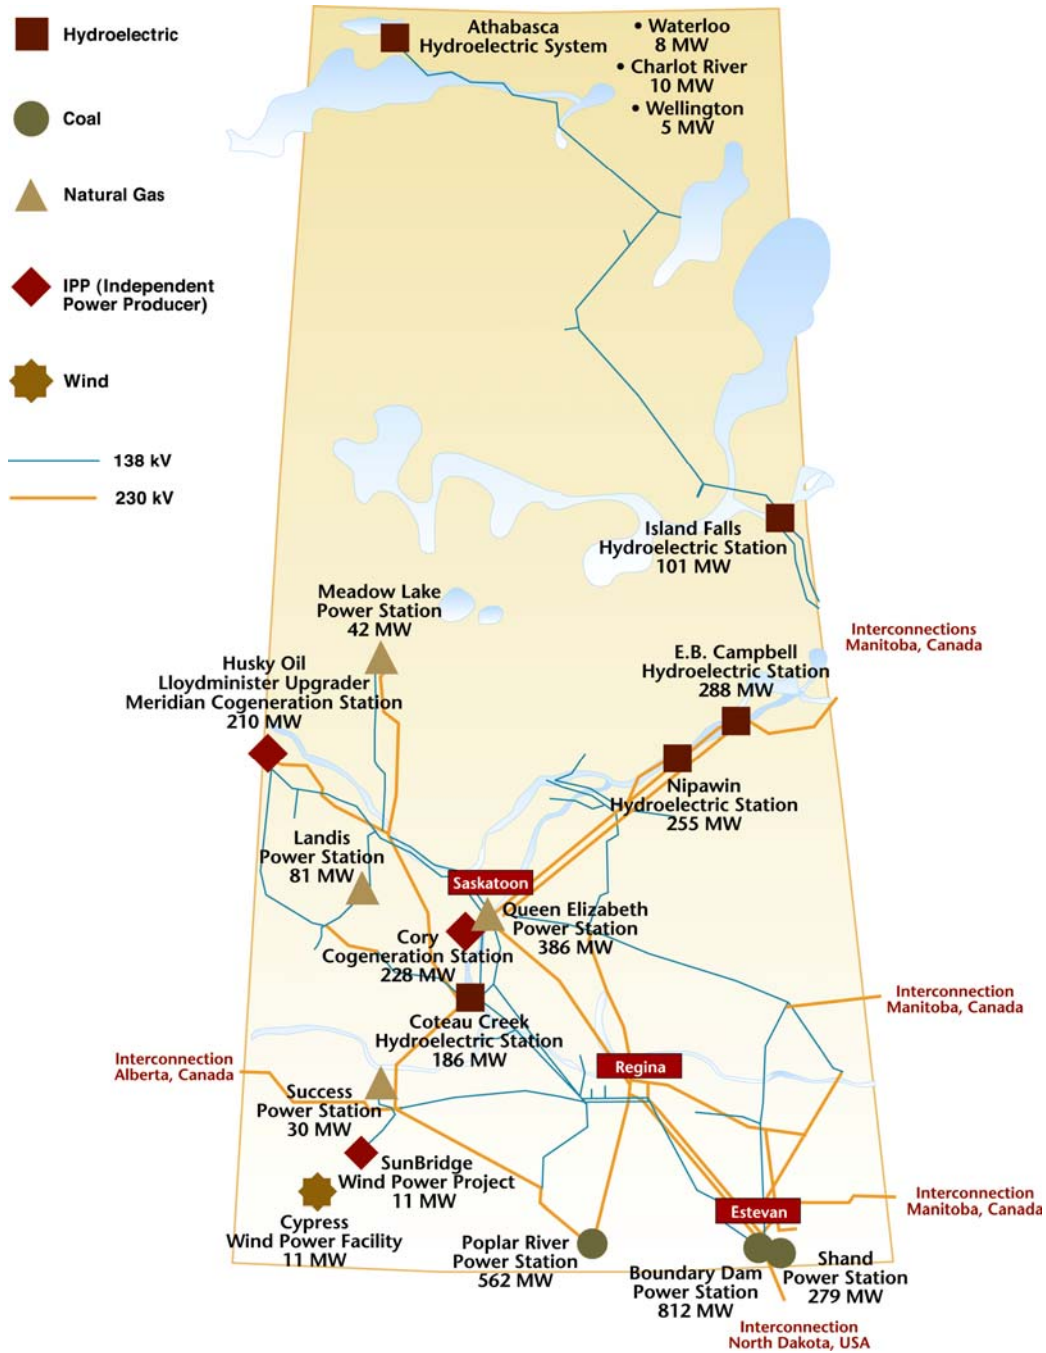 Hydroelectric
Coal
Natural Gas
IPP (Independent
Power Producer)
Wind
138 kV
230 kV
Athabasca
Hydroelectric System
• Waterloo
8 MW
• Charlot River
10 MW
• Wellington
5 MW
Island Falls
Hydroelectric Station
101 MW
Interconnections
Manitoba, Canada
Meadow Lake
Power Station
42 MW
Husky Oil
Lloydminister Upgrader
Meridian Cogeneration Station
210 MW
E.B. Campbell
Hydroelectric Station
288 MW
Nipawin
Hydroelectric Station
255 MW
Landis
Power Station
81 MW
Saskatoon
Queen Elizabeth
Power Station
386 MW
Cory
Cogeneration Station
228 MW
Interconnection
Manitoba, Canada
Coteau Creek
Hydroelectric Station
186 MW
Interconnection
Alberta, Canada
Regina
Success
Power Station
30 MW
SunBridge
Wind Power Project
11 MW
Cypress
Wind Power Facility
11 MW
Estevan
Interconnection
Manitoba, Canada
Poplar River
Power Station
562 MW
Boundary Dam
Power Station
812 MW
Shand
Power Station
279 MW
Interconnection
North Dakota, USA